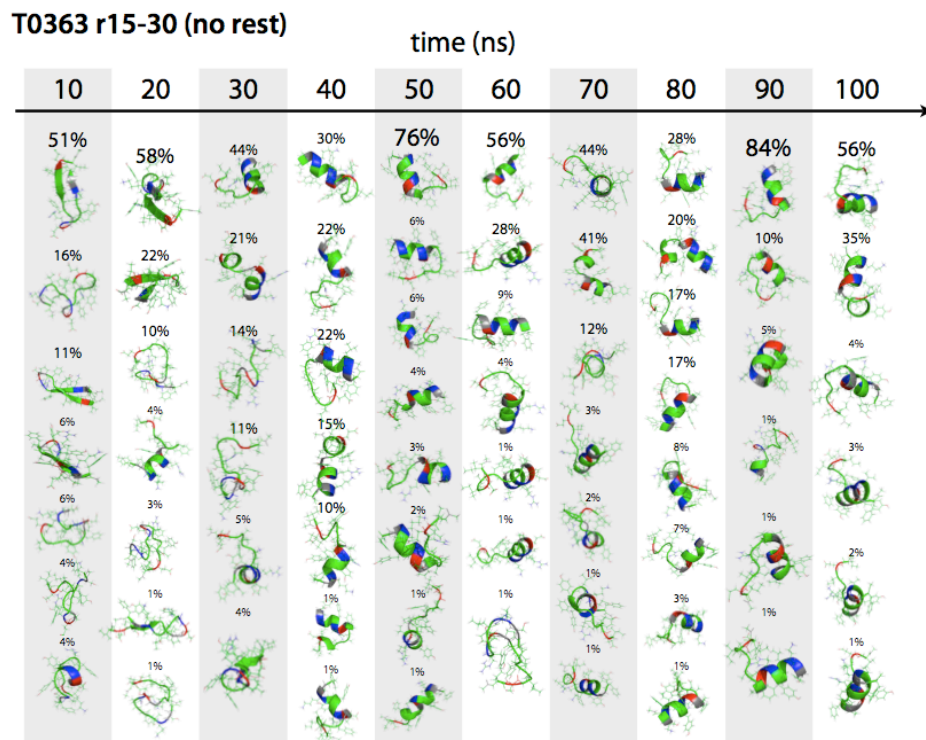 T0363 r15-30 (no rest)
time (ns)
10 20 30 40 50 60 70 80 90 100
51% 58% 44% 30% 76% 56% 44% 28% 84% 56%
16% 22% 21% 22% 6% 28% 41% 20% 10% 35%
6% 9% 17%
11% 10% 14% 22% 12% 5% 4%
4% 4% 17%
6% 4% 11% 15% 3% 1%
3% 1% 8% 3%
6% 3% 5% 10% 2% 1% 2% 7% 1%
4% 1% 2%
1% 4% 1% 1% 1% 3% 1%
4% 1% 1%
1% 1% 1% 1%